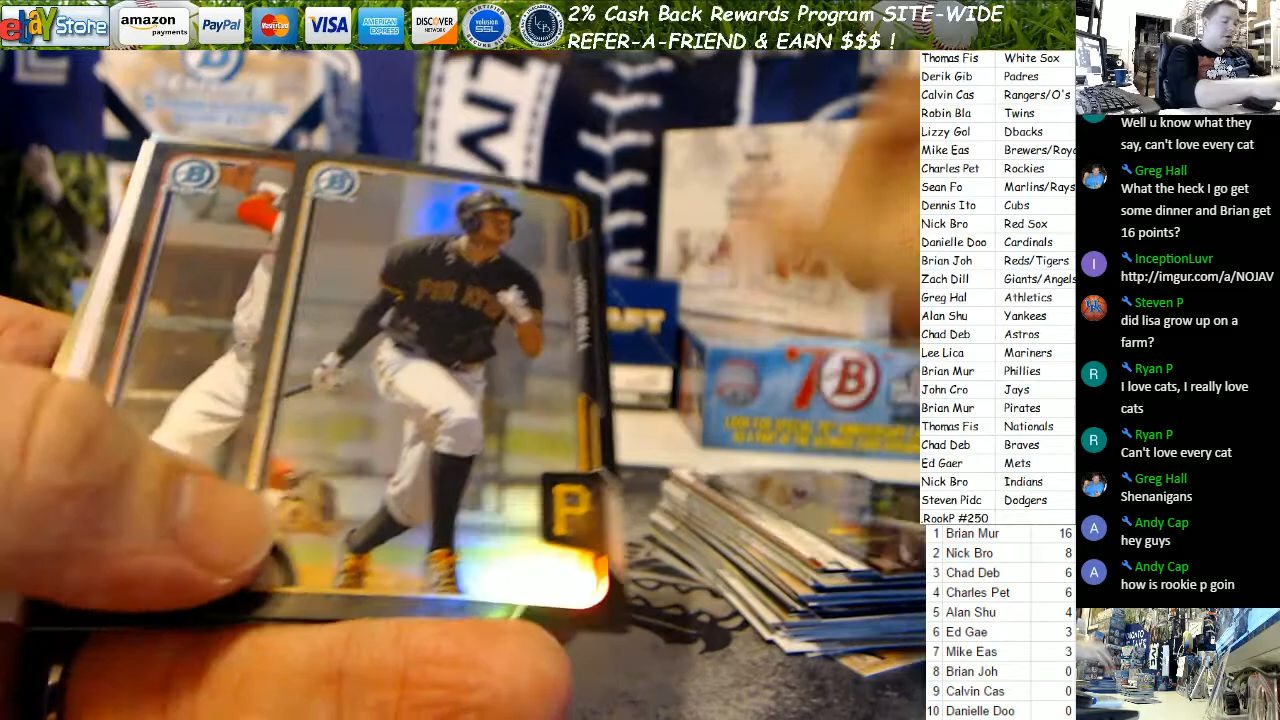 ebay Store
amazon payments
PayPal
MasterCard
VISA
AMERICAN EXPRESS
DISCOVER NETWORK
volusion SSL
2% Cash Back Rewards Program SITE-WIDE
REFER-A-FRIEND & EARN $$$ !
Thomas Fis White Sox
Derik Gib Padres
Calvin Cas Rangers/O's
Robin Bla Twins
Lizzy Gol Dbacks
Mike Eas Brewers/Roya
Charles Pet Rockies
Sean Fo Marlins/Rays
Dennis Ito Cubs
Nick Bro Red Sox
Danielle Doo Cardinals
Brian Joh Reds/Tigers
Zach Dill Giants/Angels
Greg Hal Athletics
Alan Shu Yankees
Chad Deb Astros
Lee Lica Mariners
Brian Mur Phillies
John Cro Jays
Brian Mur Pirates
Thomas Fis Nationals
Chad Deb Braves
Ed Gaer Mets
Nick Bro Indians
Steven Pidc Dodgers
.RookP #250
1 Brian Mur 16
2 Nick Bro 8
3 Chad Deb 6
4 Charles Pet 6
5 Alan Shu 4
6 Ed Gae 3
7 Mike Eas 3
8 Brian Joh 0
9 Calvin Cas 0
10 Danielle Doo 0
Well u know what they
say, can't love every cat
Greg Hall
What the heck I go get
some dinner and Brian get
16 points?
I
InceptionLuvr
http://imgur.com/a/NOJAV
Steven P
did lisa grow up on a
farm?
R
Ryan P
I love cats, I really love
cats
R
Ryan P
Can't love every cat
Greg Hall
Shenanigans
A
Andy Cap
hey guys
A
Andy Cap
how is rookie p goin
JOSH BELL
P
B
70